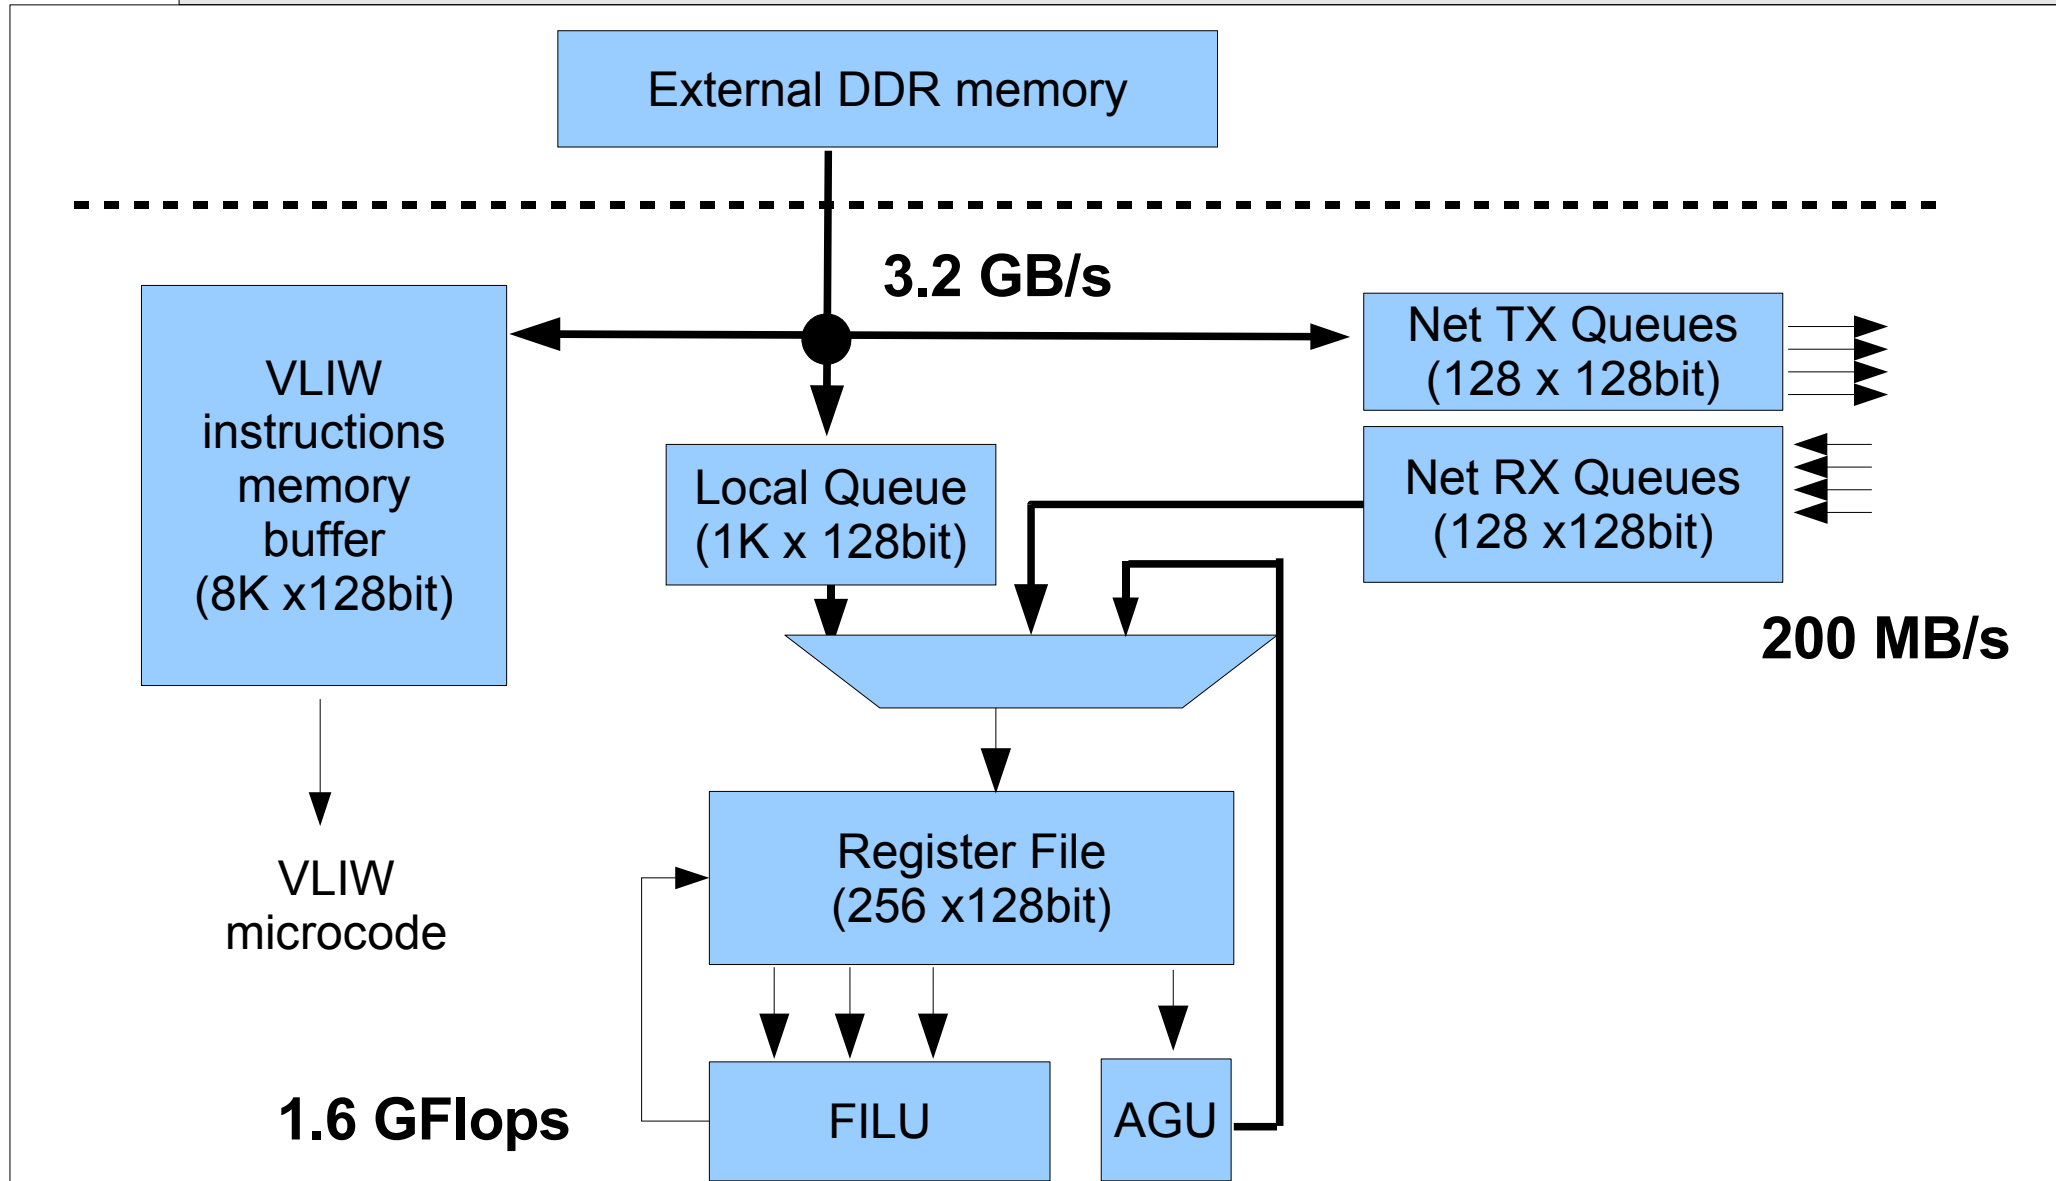 External DDR memory
3.2 GB/s
VLIW
instructions
memory
buffer
(8K x128bit)
Net TX Queues
(128 x 128bit)
Local Queue
(1K x 128bit)
Net RX Queues
(128 x128bit)
200 MB/s
VLIW
microcode
Register File
(256 x128bit)
1.6 GFlops
FILU
AGU